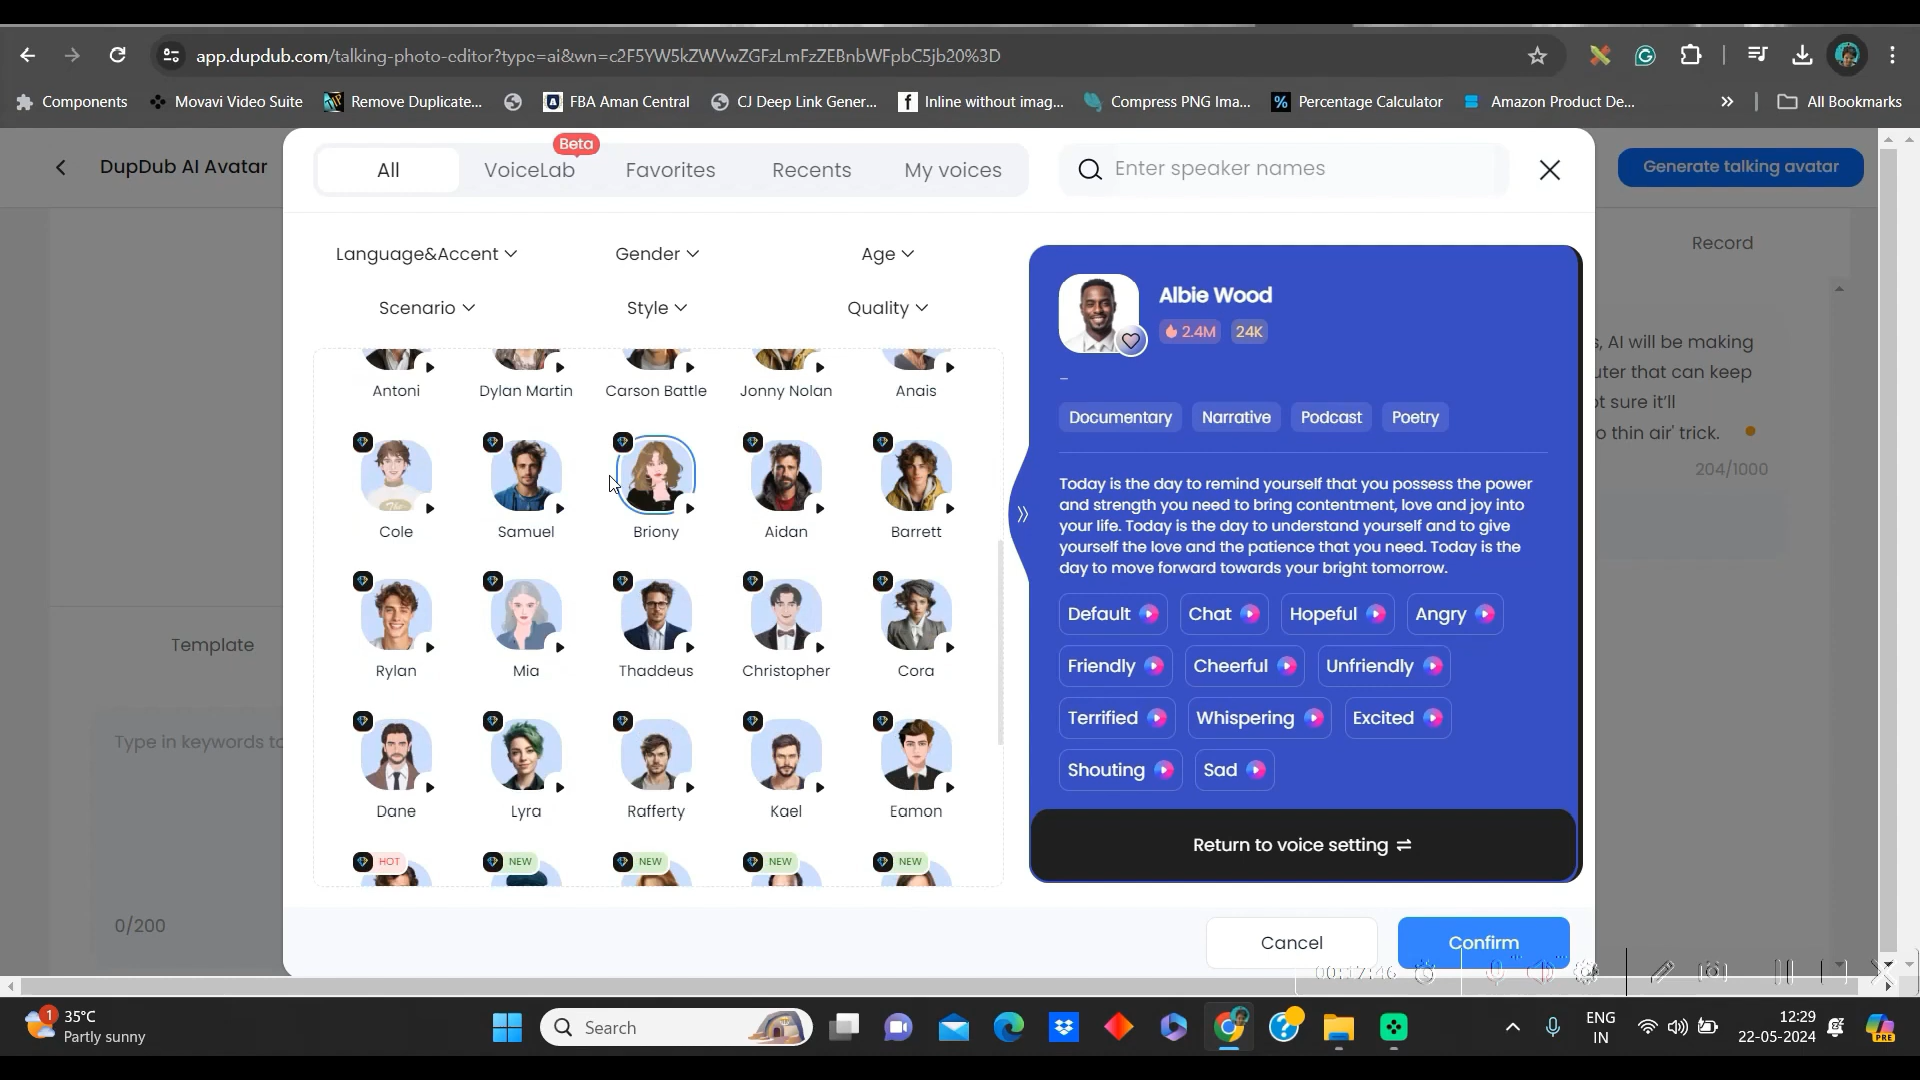 app.dupdub.com/talking-photo-editor?type=ai&wn=c2F5YW5kZWVwZGFzLmFzZEBnbWFpbC5jb20%3D
Components
Movavi Video Suite
Remove Duplicate...
FBA Aman Central
CJ Deep Link Gener...
Inline without imag...
Compress PNG Ima...
Percentage Calculator
Amazon Product De...
All Bookmarks
DupDub AI Avatar
All
VoiceLab
Beta
Favorites
Recents
My voices
Enter speaker names
Generate talking avatar
Record
Language&Accent
Gender
Age
Scenario
Style
Quality
Antoni
Dylan Martin
Carson Battle
Jonny Nolan
Anais
Cole
Samuel
Briony
Aidan
Barrett
Rylan
Mia
Thaddeus
Christopher
Cora
Dane
Lyra
Rafferty
Kael
Eamon
HOT
NEW
NEW
NEW
NEW
Albie Wood
2.4M
24K
Documentary
Narrative
Podcast
Poetry
Today is the day to remind yourself that you possess the power
and strength you need to bring contentment, love and joy into
your life. Today is the day to understand yourself and to give
yourself the love and the patience that you need. Today is the
day to move forward towards your bright tomorrow.
Default
Chat
Hopeful
Angry
Friendly
Cheerful
Unfriendly
Terrified
Whispering
Excited
Shouting
Sad
Return to voice setting
Cancel
Confirm
, AI will be making
uter that can keep
ot sure it'll
o thin air' trick.
204/1000
Template
Type in keywords to
0/200
00:17:46
1
35°C
Partly sunny
Search
ENG
IN
12:29
22-05-2024
PRE